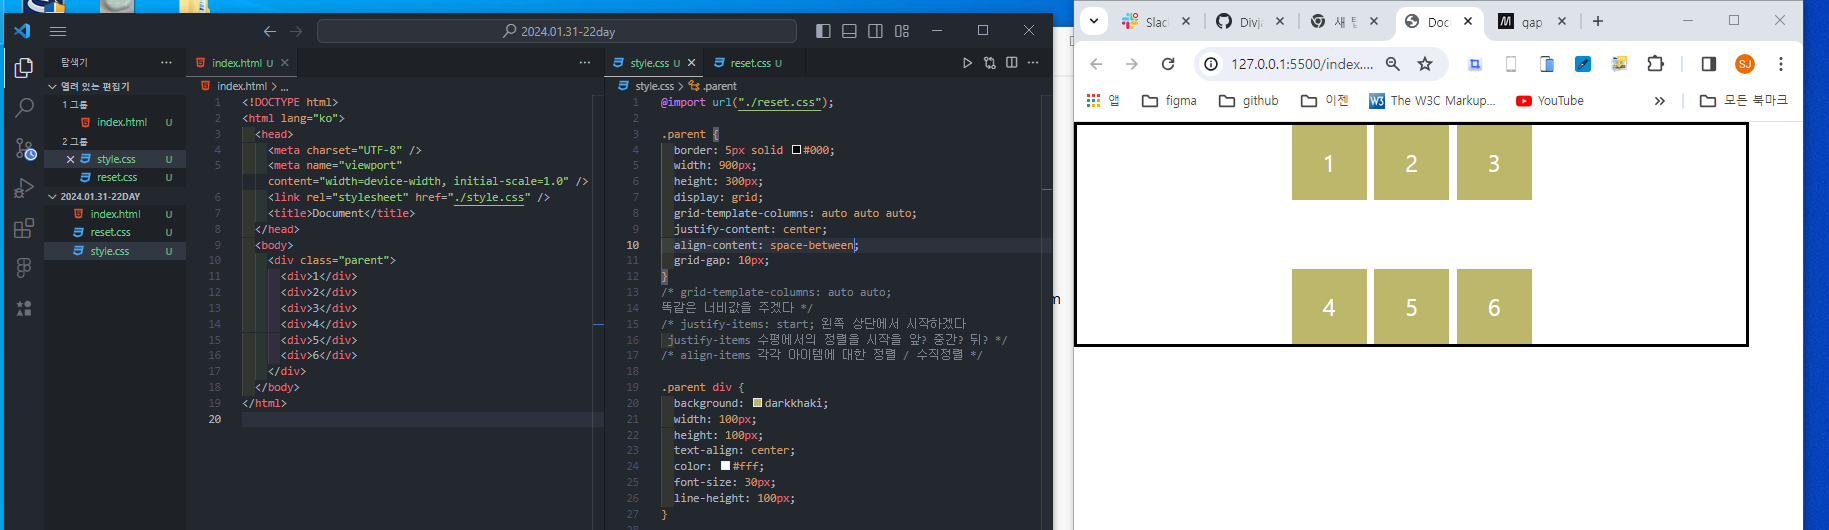 2024.01.31-22day
탐색기
열려 있는 편집기
1 그룹
index.html U
2 그룹
style.css U
reset.css U
2024.01.31-22DAY
index.html U
reset.css U
style.css U
index.html U
index.html > ...
1 <!DOCTYPE html>
2 <html lang="ko">
3 <head>
4 <meta charset="UTF-8" />
5 <meta name="viewport"
content="width=device-width, initial-scale=1.0" />
6 <link rel="stylesheet" href="./style.css" />
7 <title>Document</title>
8 </head>
9 <body>
10 <div class="parent">
11 <div>1</div>
12 <div>2</div>
13 <div>3</div>
14 <div>4</div>
15 <div>5</div>
16 <div>6</div>
17 </div>
18 </body>
19 </html>
20
style.css U
reset.css U
style.css > .parent
1 @import url("./reset.css");
2
3 .parent {
4 border: 5px solid #000;
5 width: 900px;
6 height: 300px;
7 display: grid;
8 grid-template-columns: auto auto auto;
9 justify-content: center;
10 align-content: space-between;
11 grid-gap: 10px;
12 }
13 /* grid-template-columns: auto auto;
14 똑같은 너비값을 주겠다 */
15 /* justify-items: start; 왼쪽 상단에서 시작하겠다
16 justify-items 수평에서의 정렬을 시작을 앞? 중간? 뒤? */
17 /* align-items 각각 아이템에 대한 정렬 / 수직정렬 */
18
19 .parent div {
20 background: darkkhaki;
21 width: 100px;
22 height: 100px;
23 text-align: center;
24 color: #fff;
25 font-size: 30px;
26 line-height: 100px;
27 }
m
Slac
Divja
새 탭
Doc
gap
127.0.0.1:5500/index....
SJ
앱
figma
github
이젠
W3 The W3C Markup...
YouTube
»
모든 북마크
1 2 3
4 5 6